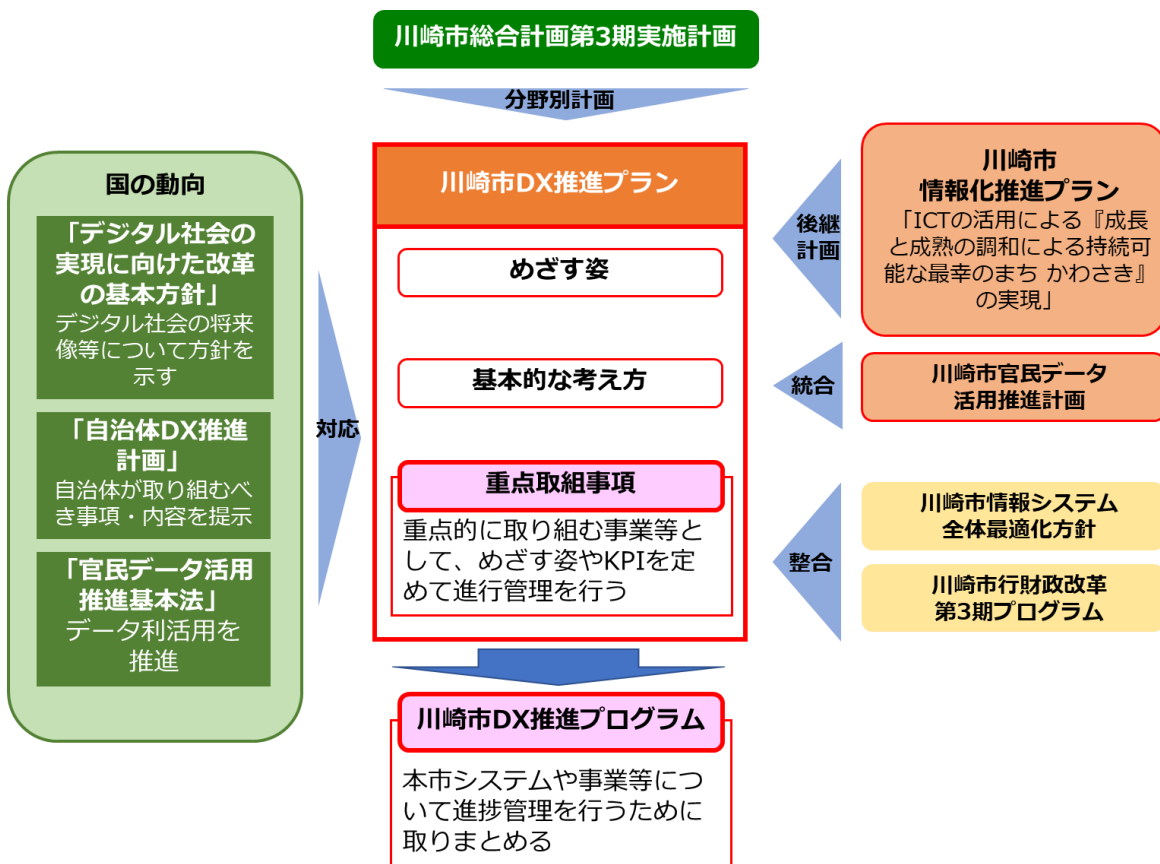 川崎市総合計画第3期実施計画
分野別計画
国の動向
「デジタル社会の
実現に向けた改革
の基本方針」
デジタル社会の将来
像等について方針を
示す
「自治体DX推進
計画」
自治体が取り組むべ
き事項・内容を提示
「官民データ活用
推進基本法」
データ利活用を
推進
対応
川崎市DX推進プラン
めざす姿
基本的な考え方
重点取組事項
重点的に取り組む事業等と
して、めざす姿やKPIを定
めて進行管理を行う
後継
計画
川崎市
情報化推進プラン
「ICTの活用による『成長
と成熟の調和による持続可
能な最幸のまち かわさき』
の実現」
統合
川崎市官民データ
活用推進計画
整合
川崎市情報システム
全体最適化方針
川崎市行財政改革
第3期プログラム
川崎市DX推進プログラム
本市システムや事業等につ
いて進捗管理を行うために
取りまとめる